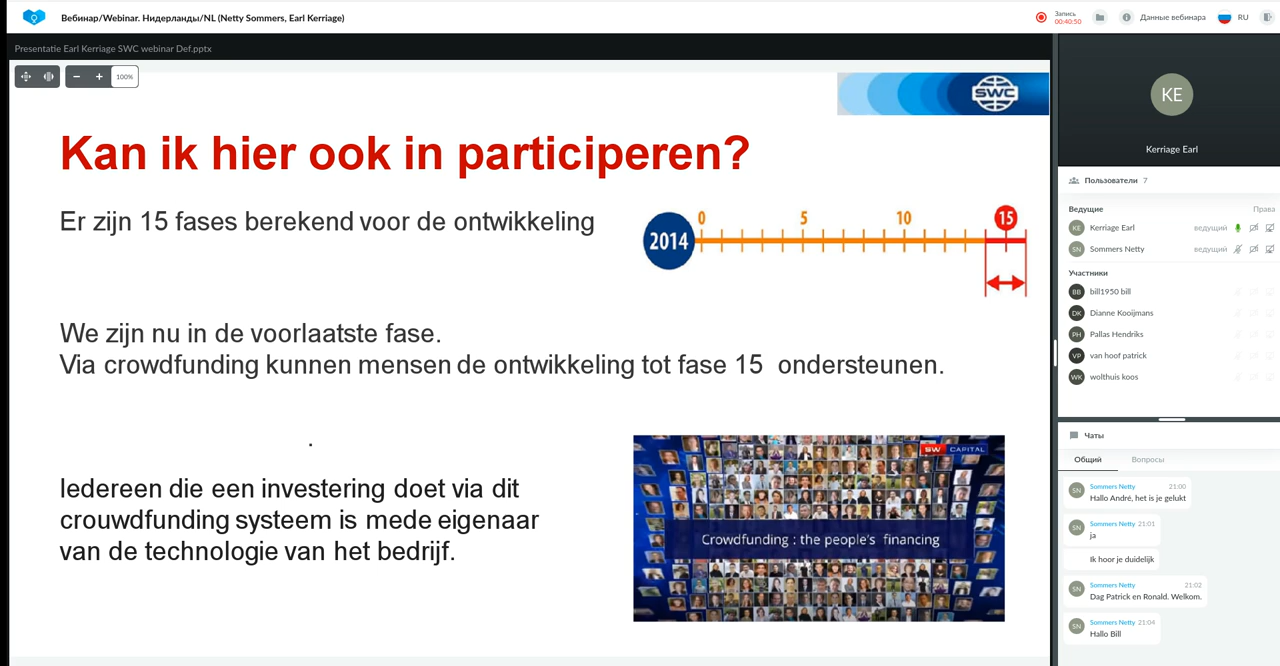 Вебинар/Webinar. Нидерланды/NL (Netty Sommers, Earl Kerriage)
Запись
00:40:50
Данные вебинара
RU
Presentatie Earl Kerriage SWC webinar Def.pptx
100%
SWC
Kan ik hier ook in participeren?
Er zijn 15 fases berekend voor de ontwikkeling
2014
0
5
10
15
We zijn nu in de voorlaatste fase.
Via crowdfunding kunnen mensen de ontwikkeling tot fase 15 ondersteunen.
.
Iedereen die een investering doet via dit
crouwdfunding systeem is mede eigenaar
van de technologie van het bedrijf.
SW CAPITAL
Crowdfunding : the people's financing
KE
Kerriage Earl
Пользователи 7
Ведущие Права
KE Kerriage Earl ведущий
SN Sommers Netty ведущий
Участники
BB bill1950 bill
DK Dianne Kooijmans
PH Pallas Hendriks
VP van hoof patrick
WK wolthuis koos
Чаты
Общий Вопросы
SN Sommers Netty 21:00
Hallo André, het is je gelukt
SN Sommers Netty 21:01
ja
Ik hoor je duidelijk
SN Sommers Netty 21:02
Dag Patrick en Ronald. Welkom.
SN Sommers Netty 21:04
Hallo Bill